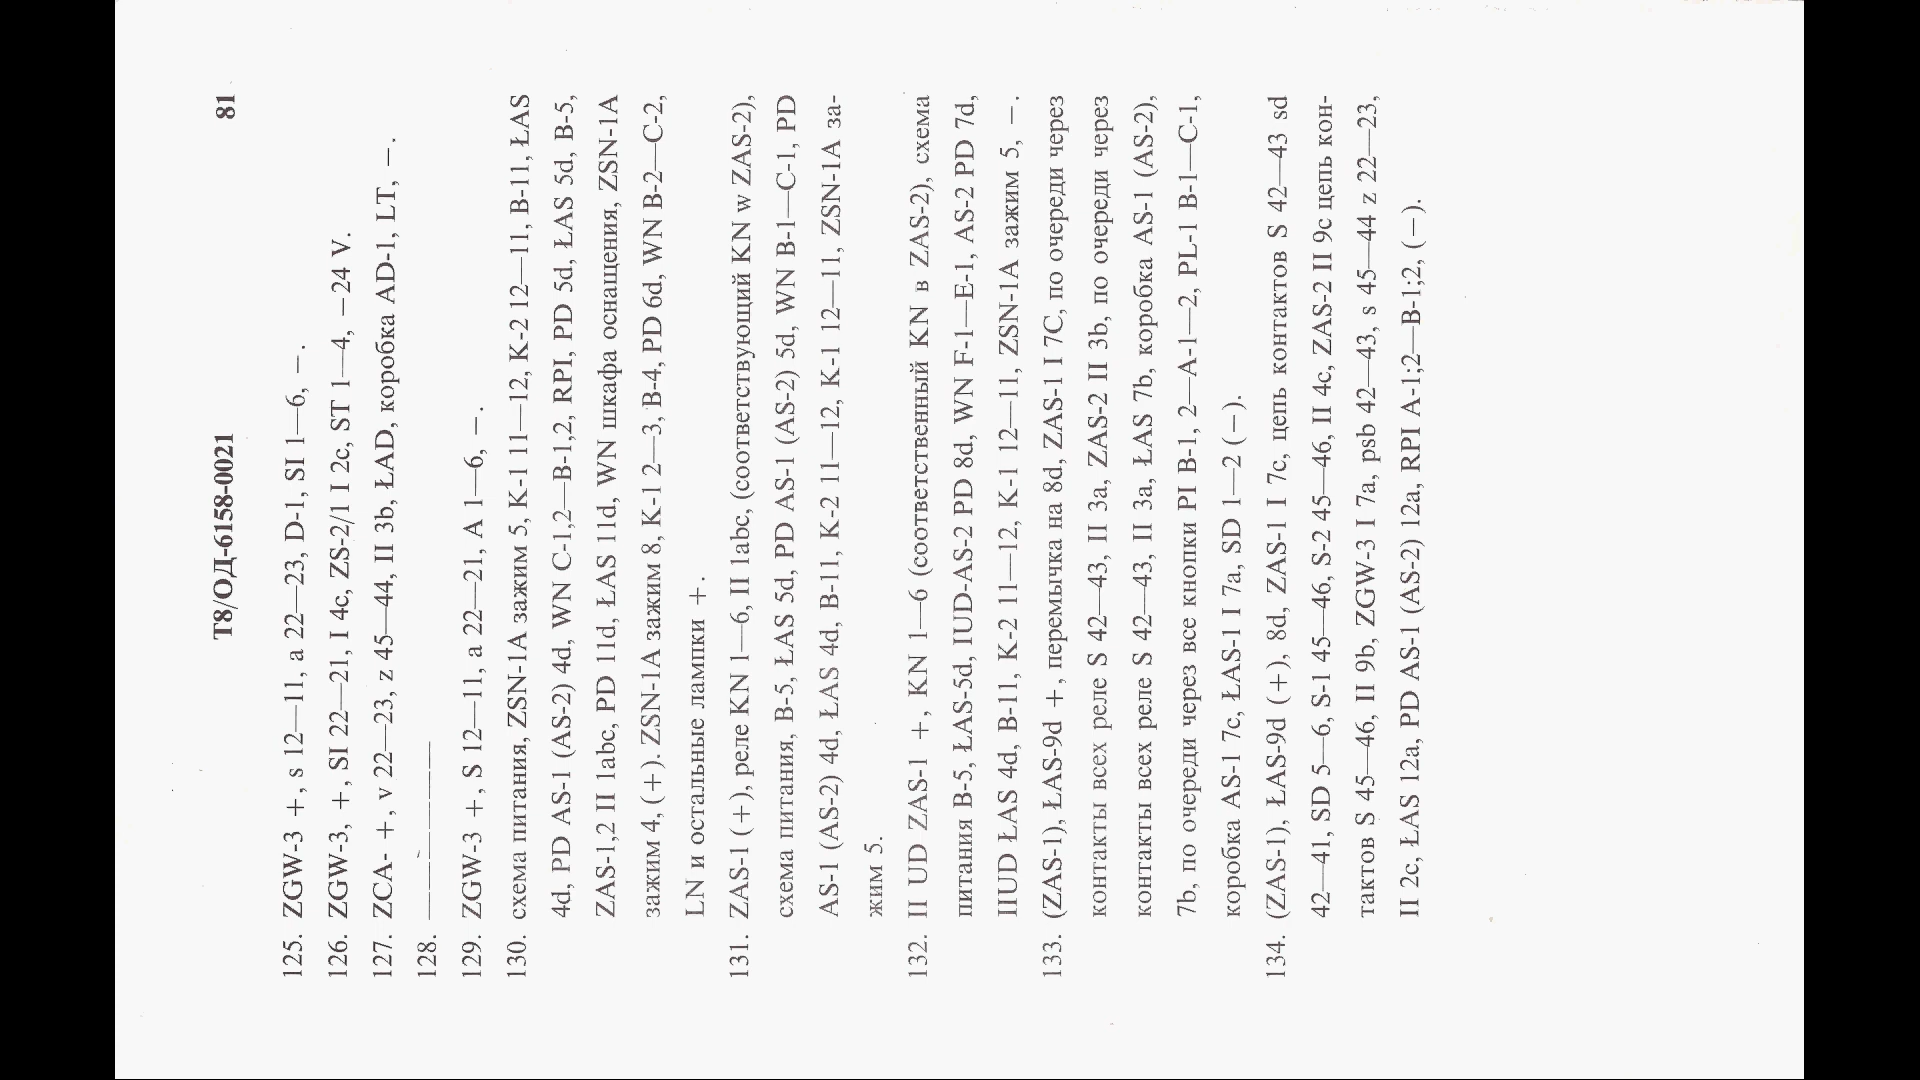 Т8/ОД-6158-0021 81
125. ZGW-3 +, s 12—11, a 22—23, D-1, SI 1—6, −.
126. ZGW-3, +, SI 22—21, I 4c, ZS-2/1 I 2c, ST 1—4, −24 V.
127. ZCA- +, v 22—23, z 45—44, II 3b, ŁAD, коробка AD-1, LT, −.
128. ———————
129. ZGW-3 +, S 12—11, a 22—21, A 1—6, −.
130. схема питания, ZSN-1A зажим 5, K-1 11—12, K-2 12—11, B-11, ŁAS
4d, PD AS-1 (AS-2) 4d, WN C-1,2—B-1,2, RPI, PD 5d, ŁAS 5d, B-5,
ZAS-1,2 II 1abc, PD 11d, ŁAS 11d, WN шкафа оснащения, ZSN-1A
зажим 4, (+). ZSN-1A зажим 8, K-1 2—3, B-4, PD 6d, WN B-2—C-2,
LN и остальные лампки +.
131. ZAS-1 (+), реле KN 1—6, II 1abc, (соответствующий KN w ZAS-2),
схема питания, B-5, ŁAS 5d, PD AS-1 (AS-2) 5d, WN B-1—C-1, PD
AS-1 (AS-2) 4d, ŁAS 4d, B-11, K-2 11—12, K-1 12—11, ZSN-1A за-
жим 5.
132. II UD ZAS-1 +, KN 1—6 (соответственный KN в ZAS-2), схема
питания B-5, ŁAS-5d, IUD-AS-2 PD 8d, WN F-1—E-1, AS-2 PD 7d,
IIUD ŁAS 4d, B-11, K-2 11—12, K-1 12—11, ZSN-1A зажим 5, −.
133. (ZAS-1), ŁAS-9d +, перемычка на 8d, ZAS-1 I 7C, по очереди через
контакты всех реле S 42—43, II 3a, ZAS-2 II 3b, по очереди через
контакты всех реле S 42—43, II 3a, ŁAS 7b, коробка AS-1 (AS-2),
7b, по очереди через все кнопки PI B-1, 2—A-1—2, PL-1 B-1—C-1,
коробка AS-1 7c, ŁAS-1 I 7a, SD 1—2 (−).
134. (ZAS-1), ŁAS-9d (+), 8d, ZAS-1 I 7c, цепь контактов S 42—43 sd
42—41, SD 5—6, S-1 45—46, S-2 45—46, II 4c, ZAS-2 II 9c цепь кон-
тактов S 45—46, II 9b, ZGW-3 I 7a, psb 42—43, s 45—44 z 22—23,
II 2c, ŁAS 12a, PD AS-1 (AS-2) 12a, RPI A-1;2—B-1;2, (−).